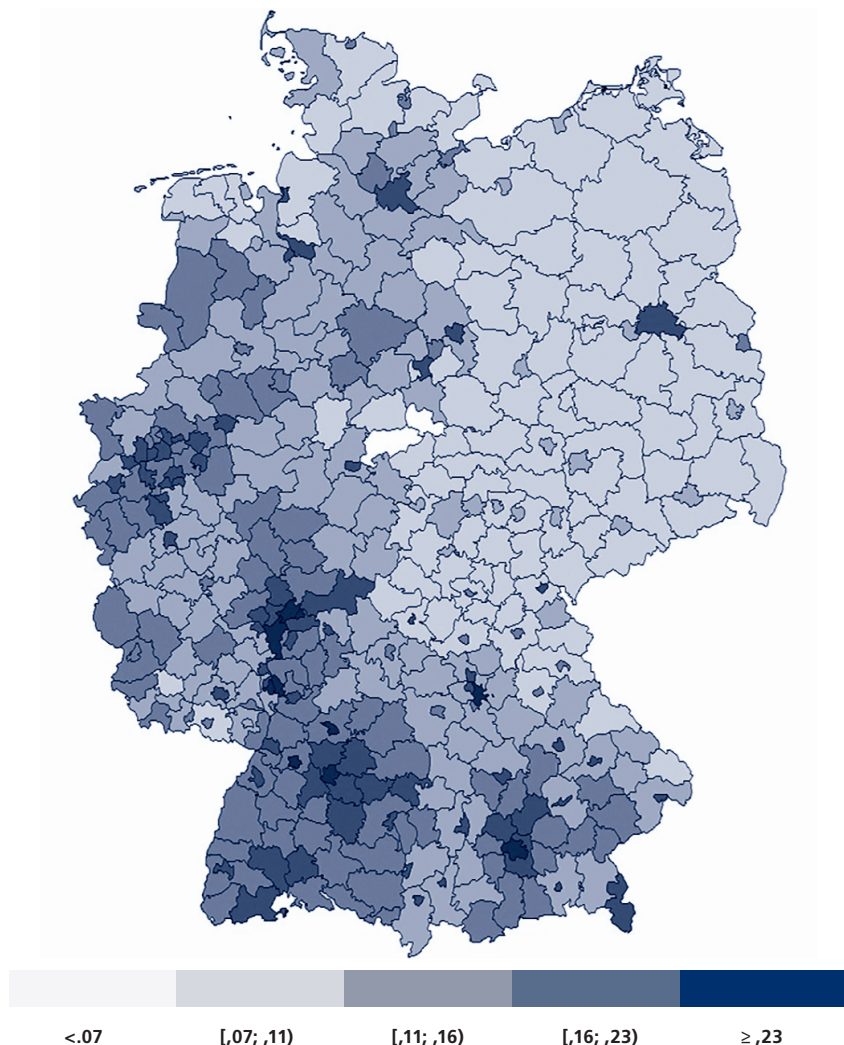 <.07 [,07; ,11) [,11; ,16) [,16; ,23) ≥ ,23